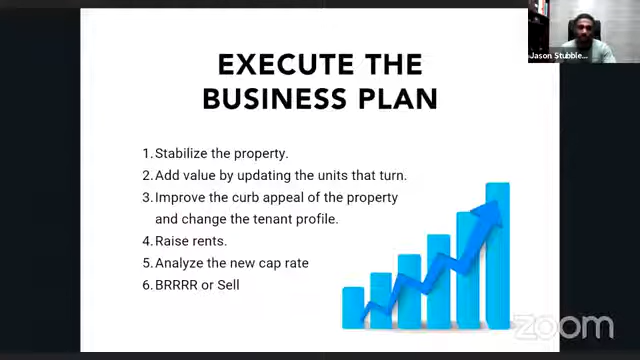 EXECUTE THE
BUSINESS PLAN
1. Stabilize the property.
2. Add value by updating the units that turn.
3. Improve the curb appeal of the property
and change the tenant profile.
4. Raise rents.
5. Analyze the new cap rate
6. BRRRR or Sell
Jason Stubble...
zoom